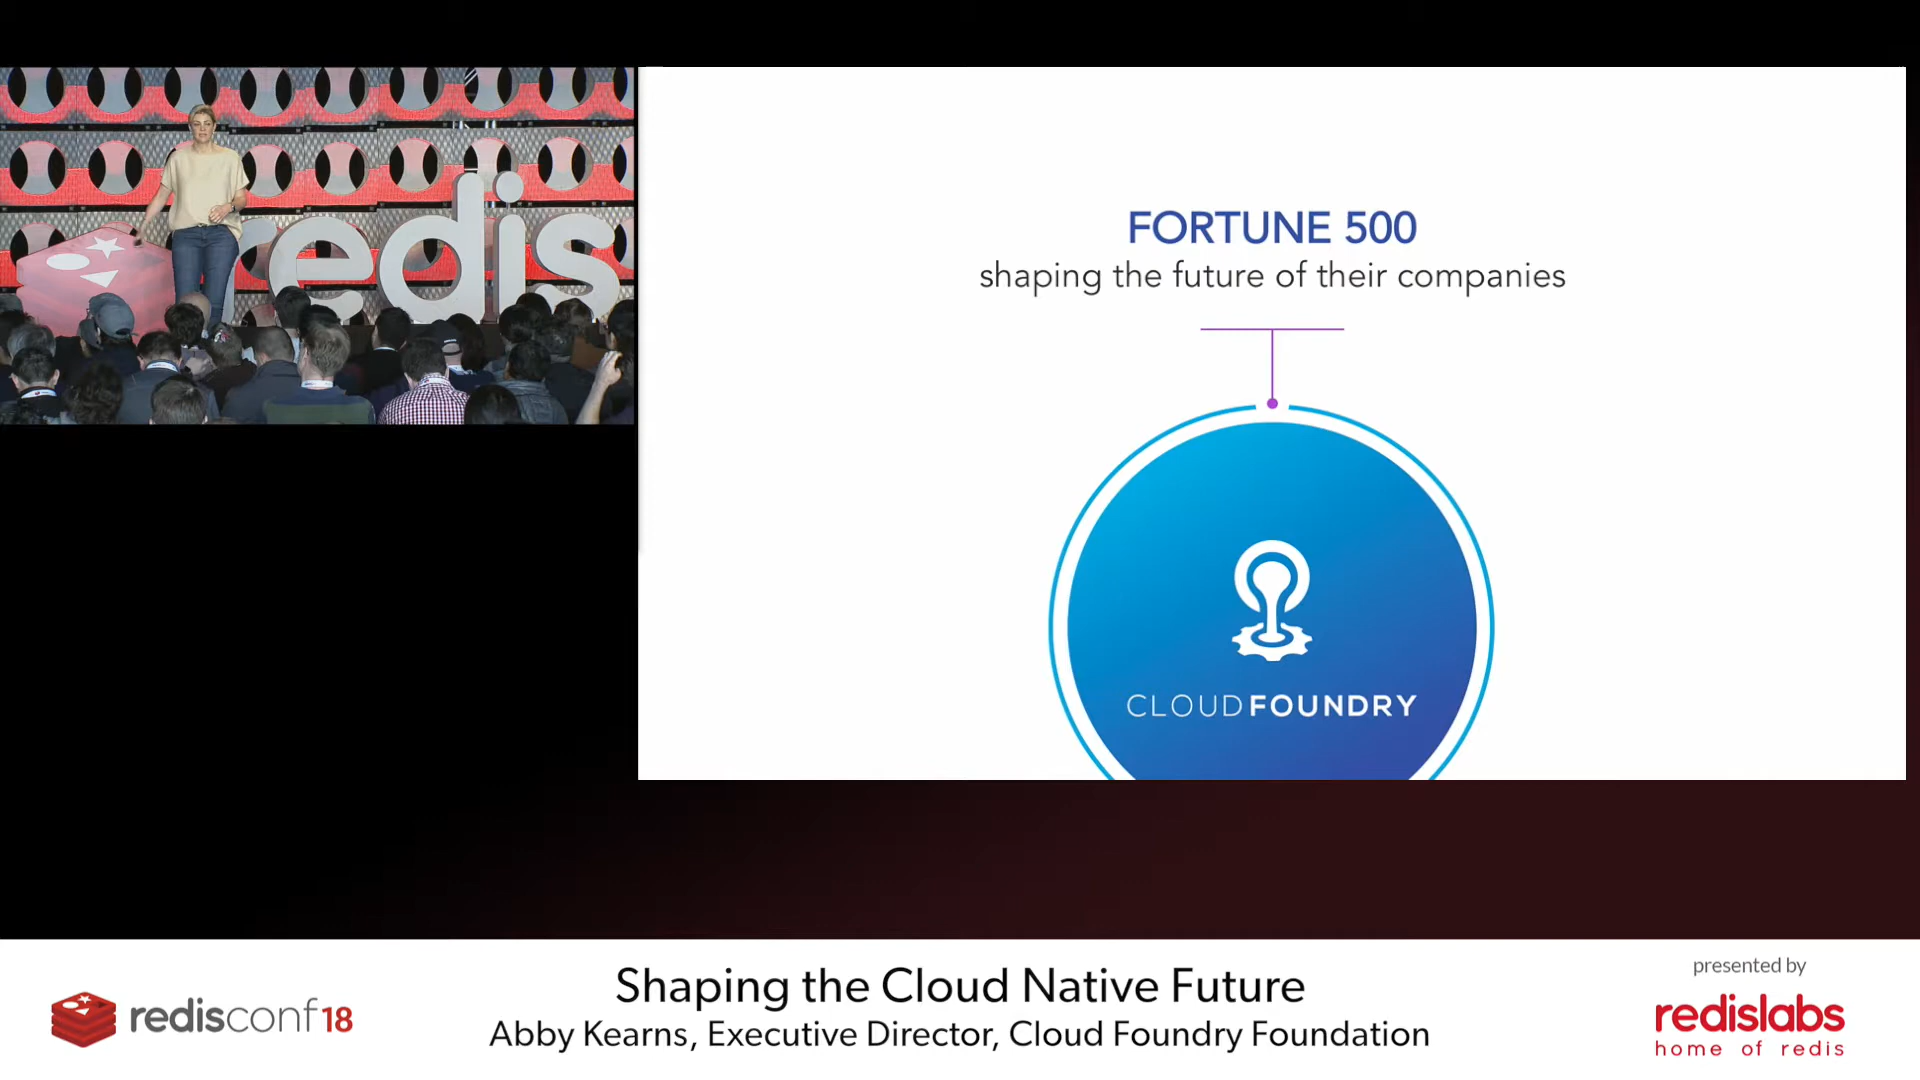 redis
FORTUNE 500
shaping the future of their companies
CLOUDFOUNDRY
redisconf18
Shaping the Cloud Native Future
Abby Kearns, Executive Director, Cloud Foundry Foundation
presented by
redislabs
home of redis